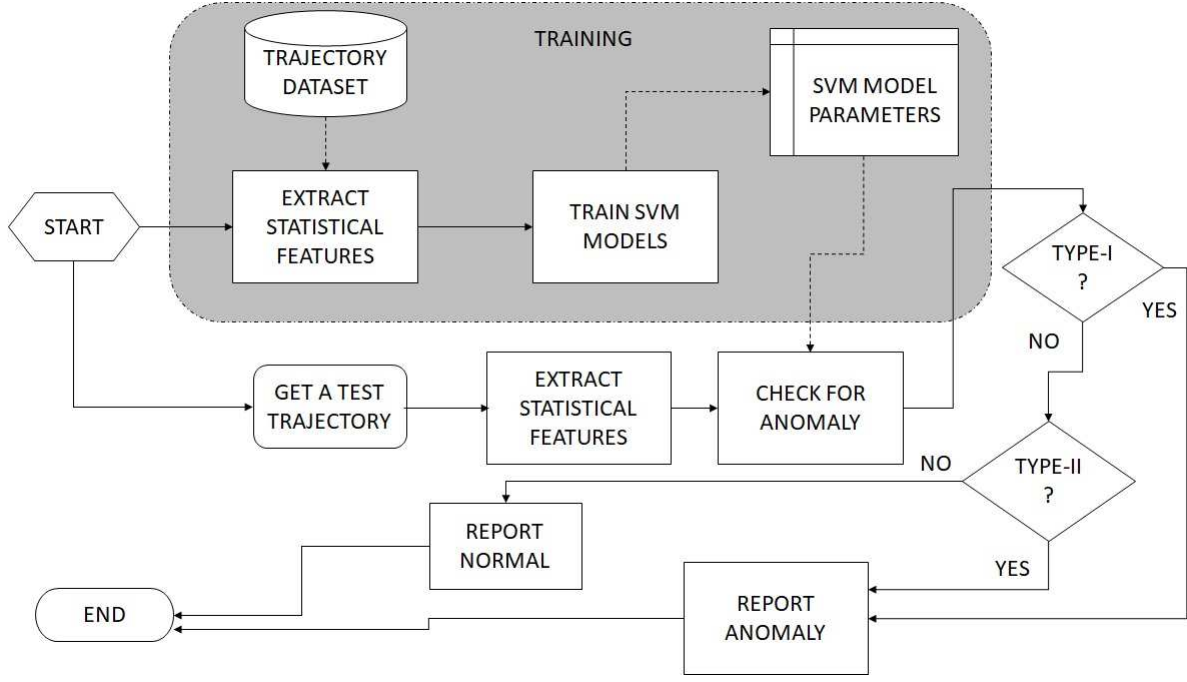 TRAINING
TRAJECTORY
DATASET
SVM MODEL
PARAMETERS
START
EXTRACT
STATISTICAL
FEATURES
TRAIN SVM
MODELS
TYPE-I
?
YES
NO
GET A TEST
TRAJECTORY
EXTRACT
STATISTICAL
FEATURES
CHECK FOR
ANOMALY
TYPE-II
?
NO
YES
REPORT
NORMAL
REPORT
ANOMALY
END